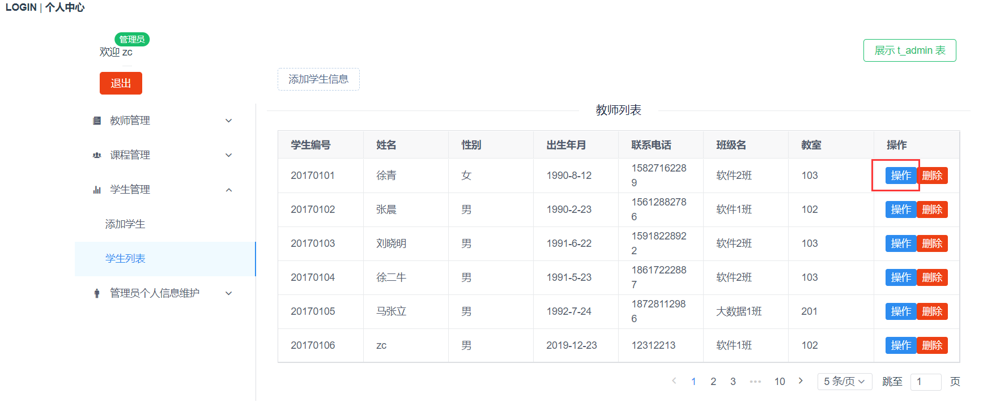 LOGIN | 个人中心
管理员
欢迎 zc
展示 t_admin 表
退出
添加学生信息
教师管理
课程管理
学生管理
添加学生
学生列表
管理员个人信息维护
教师列表
学生编号 姓名 性别 出生年月 联系电话 班级名 教室 操作
20170101 徐青 女 1990-8-12 15827162289 软件2班 103 操作 删除
20170102 张晨 男 1990-2-23 15612882786 软件1班 102 操作 删除
20170103 刘晓明 男 1991-6-22 15918228922 软件2班 103 操作 删除
20170104 徐二牛 男 1991-5-23 18617222887 软件2班 103 操作 删除
20170105 马张立 男 1992-7-24 18728112986 大数据1班 201 操作 删除
20170106 zc 男 2019-12-23 12312213 软件1班 102 操作 删除
1 2 3 ••• 10 5 条/页 跳至 1 页